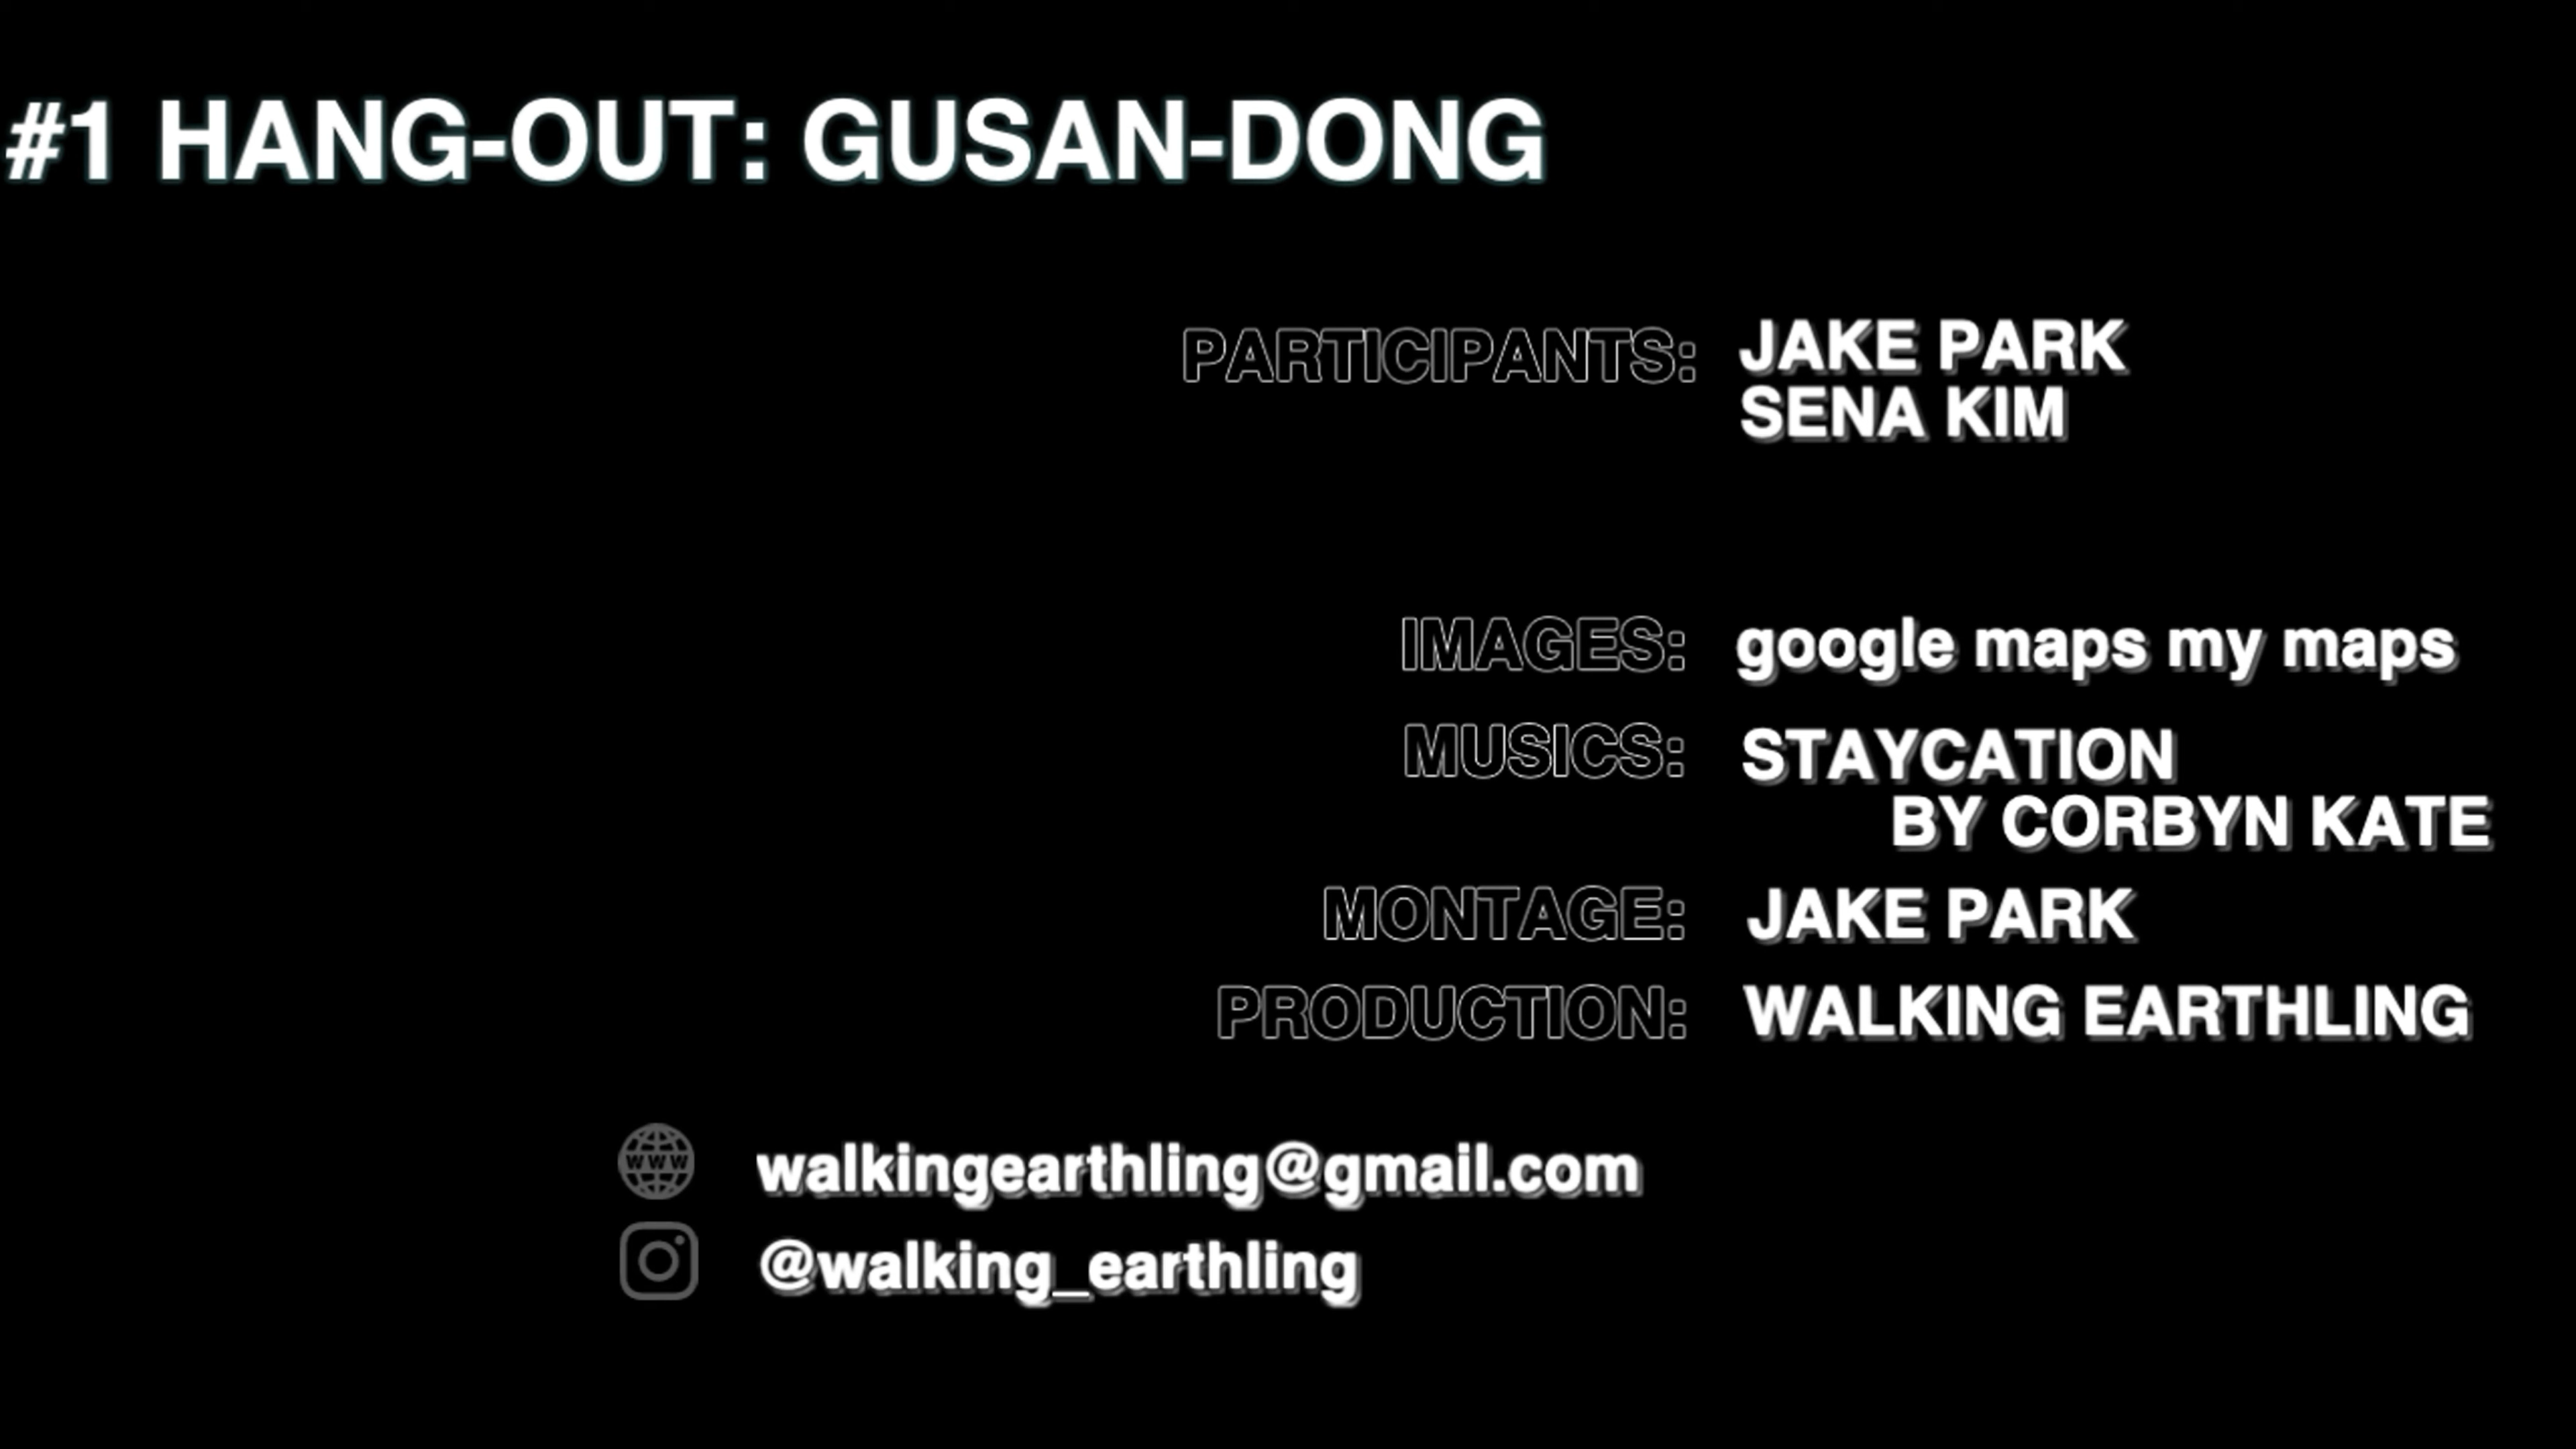 #1 HANG-OUT: GUSAN-DONG
PARTICIPANTS: JAKE PARK
SENA KIM
IMAGES: google maps my maps
MUSICS: STAYCATION
BY CORBYN KATE
MONTAGE: JAKE PARK
PRODUCTION: WALKING EARTHLING
WWW walkingearthling@gmail.com
@walking_earthling